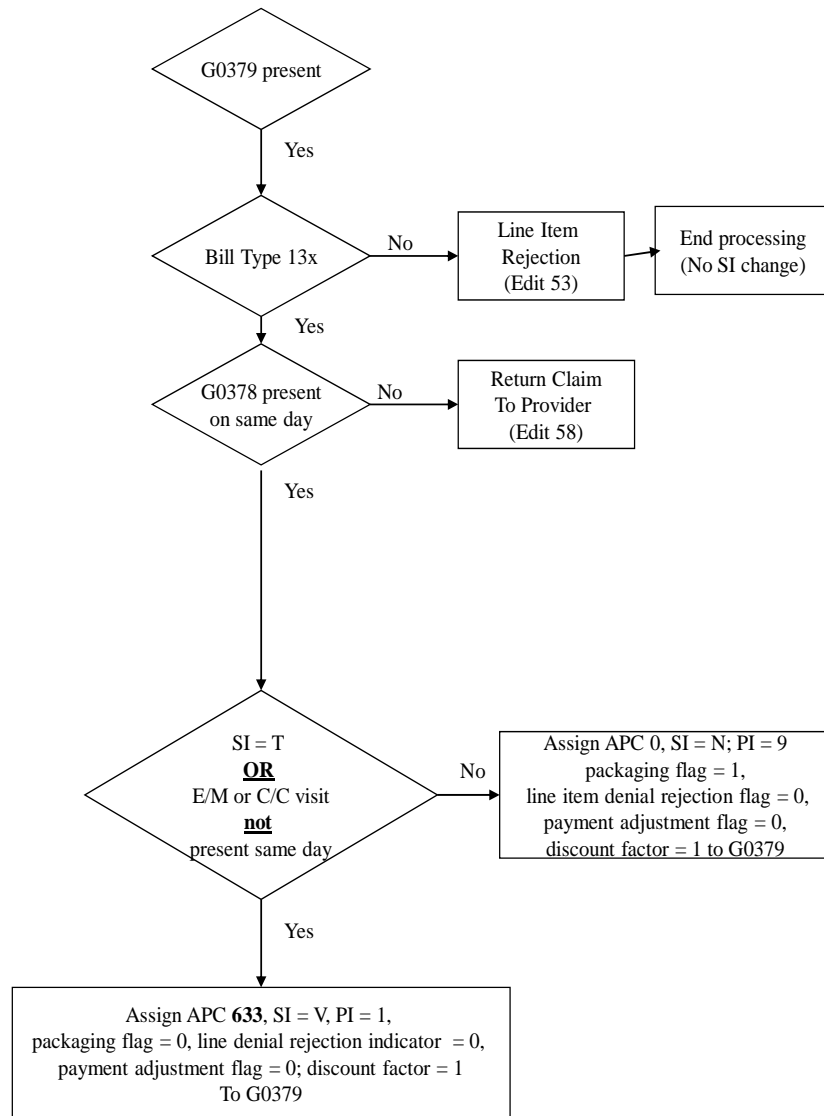 G0379 present
Yes
Bill Type 13x
No
Line Item
Rejection
(Edit 53)
End processing
(No SI change)
Yes
G0378 present
on same day
No
Return Claim
To Provider
(Edit 58)
Yes
SI = T
OR
E/M or C/C visit
not
present same day
No
Assign APC 0, SI = N; PI = 9
packaging flag = 1,
line item denial rejection flag = 0,
payment adjustment flag = 0,
discount factor = 1 to G0379
Yes
Assign APC 633, SI = V, PI = 1,
packaging flag = 0, line denial rejection indicator = 0,
payment adjustment flag = 0; discount factor = 1
To G0379